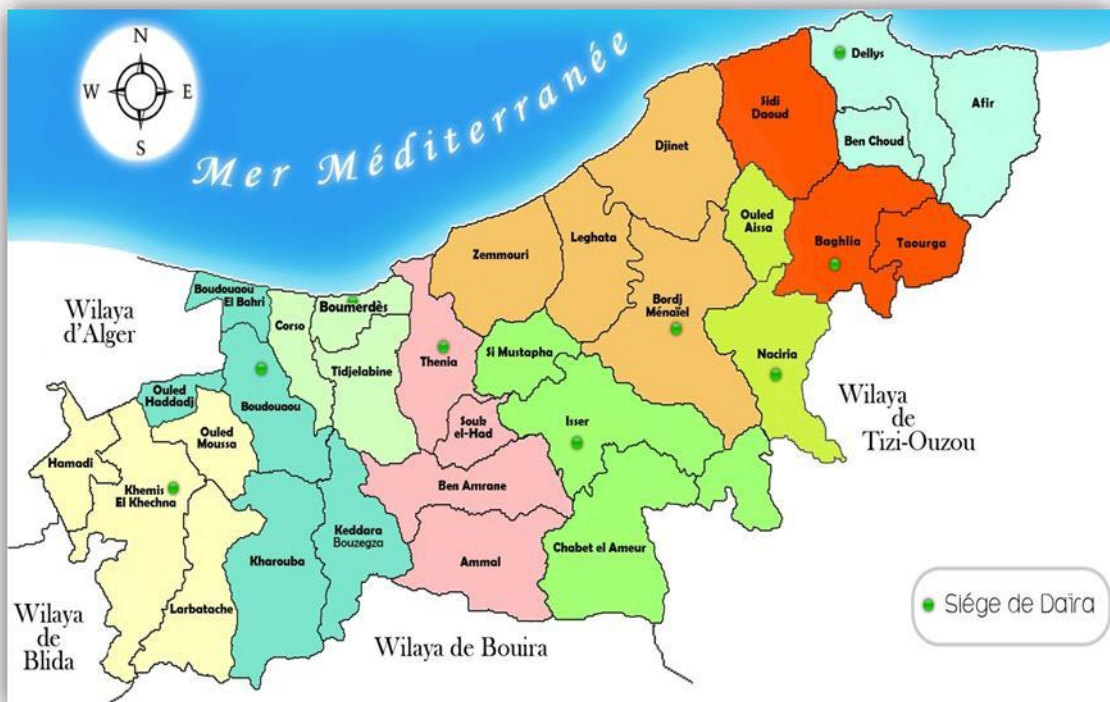 N
W
E
S
Mer Méditerranée
Dellys
Afir
Sidi
Daoud
Ben Choud
Djinet
Ouled
Aissa
Baghlia
Taourga
Leghata
Zemmouri
Bordj
Ménaïel
Boudouaou
El Bahri
Boumerdès
Corso
Wilaya
d'Alger
Thenia
Si Mustapha
Naciria
Tidjelabine
Ouled
Haddadj
Boudouaou
Wilaya
de
Tizi-Ouzou
Souk
el-Had
Isser
Ouled
Moussa
Hamadi
Khemis
El Khechna
Ben Amrane
Keddara
Bouzegza
Chabet el Ameur
Kharouba
Ammal
Larbatache
Siége de Daïra
Wilaya
de
Blida
Wilaya de Bouira